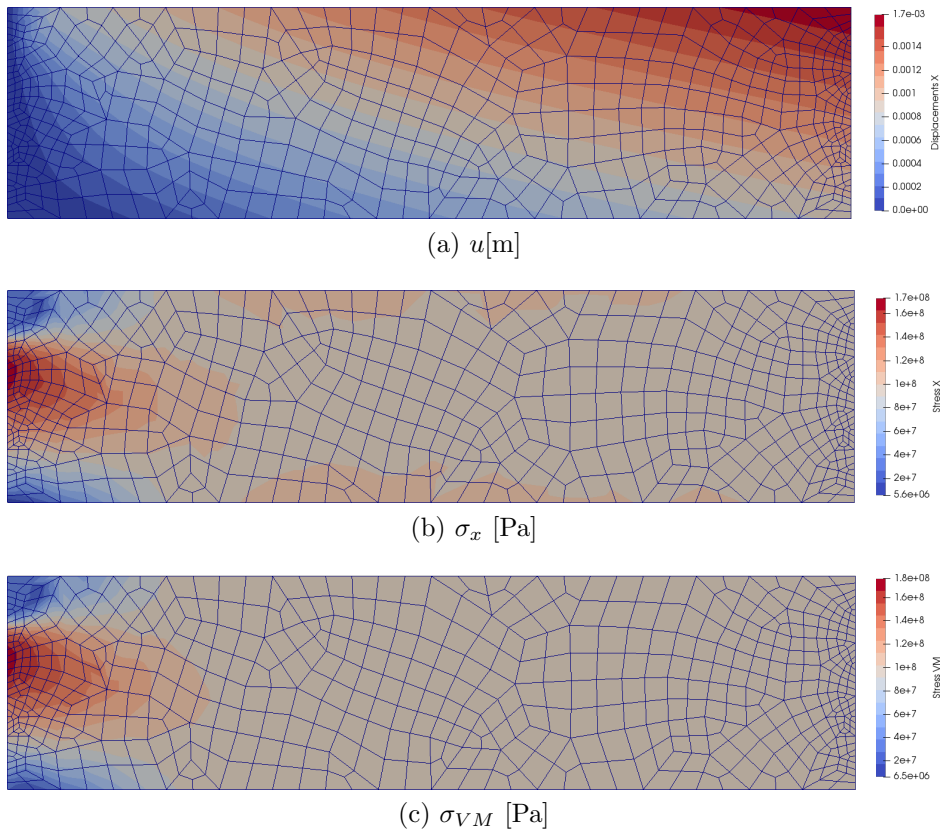 1.7e-03
0.0014
0.0012
0.001
0.0008
0.0006
0.0004
0.0002
0.0e+00
Displacements X
(a) u[m]
1.7e+08
1.6e+8
1.4e+8
1.2e+8
1e+8
8e+7
6e+7
4e+7
2e+7
5.6e+06
Stress X
(b) σx [Pa]
1.8e+08
1.6e+8
1.4e+8
1.2e+8
1e+8
8e+7
6e+7
4e+7
2e+7
6.5e+06
Stress VM
(c) σVM [Pa]